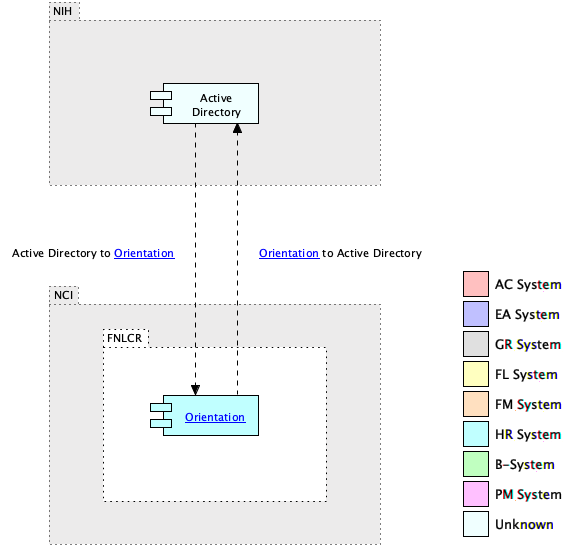 NIH
Active
Directory
Active Directory to Orientation
Orientation to Active Directory
NCI
FNLCR
Orientation
AC System
EA System
GR System
FL System
FM System
HR System
B-System
PM System
Unknown